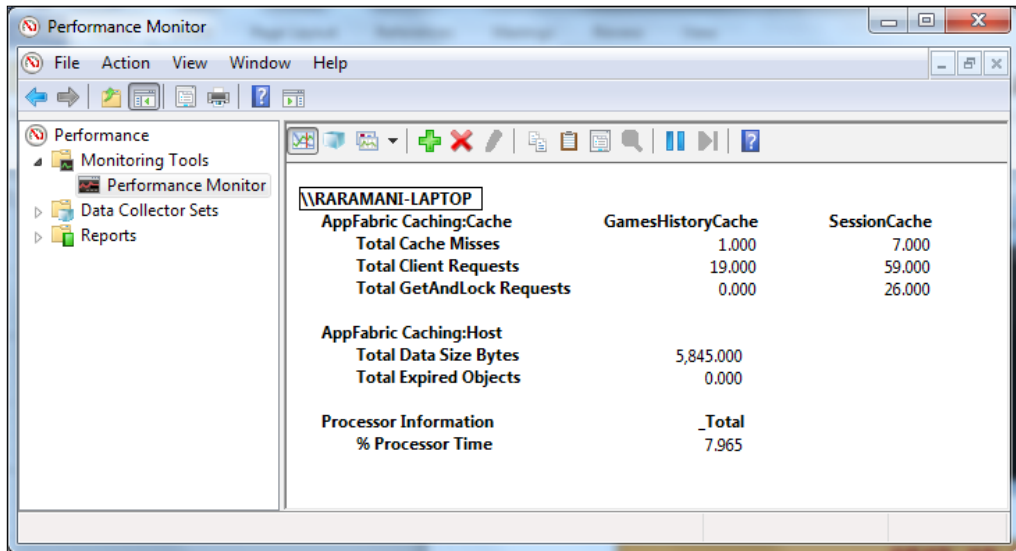 Performance Monitor
File Action View Window Help
Performance
Monitoring Tools
Performance Monitor
Data Collector Sets
Reports
\\RARAMANI-LAPTOP
AppFabric Caching:Cache GamesHistoryCache SessionCache
Total Cache Misses 1.000 7.000
Total Client Requests 19.000 59.000
Total GetAndLock Requests 0.000 26.000
AppFabric Caching:Host
Total Data Size Bytes 5,845.000
Total Expired Objects 0.000
Processor Information _Total
% Processor Time 7.965